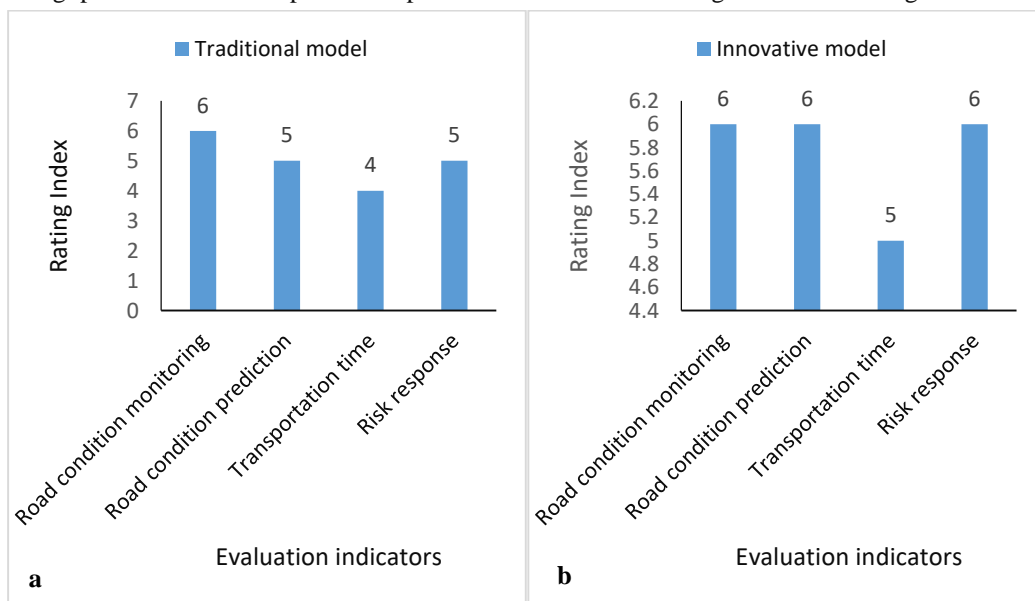 Traditional model
7
6
5
4
3
2
1
0
Rating Index
6
5
4
5
Road condition monitoring
Road condition prediction
Transportation time
Risk response
Evaluation indicators
a
Innovative model
6.2
6
5.8
5.6
5.4
5.2
5
4.8
4.6
4.4
Rating Index
6
6
5
6
Road condition monitoring
Road condition prediction
Transportation time
Risk response
Evaluation indicators
b